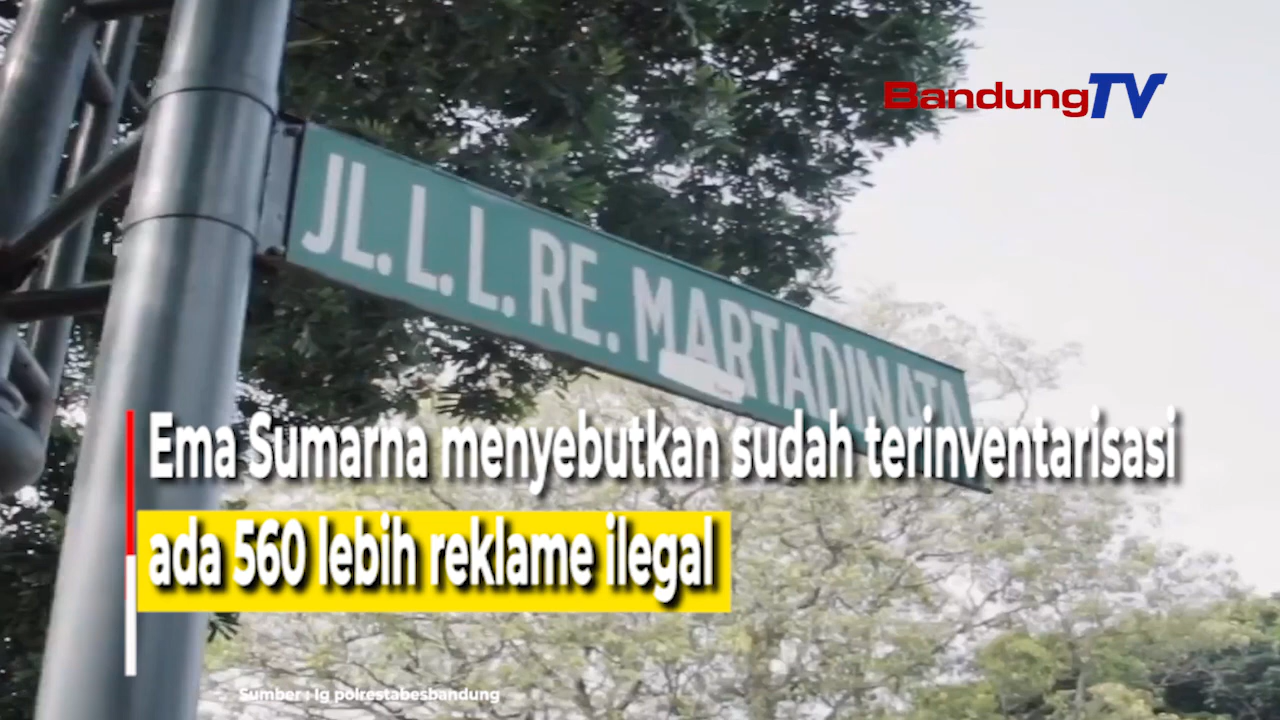 BandungTV
JL. L. L. RE. MARTADINATA
Ema Sumarna menyebutkan sudah terinventarisasi
ada 560 lebih reklame ilegal
Sumber : Ig polrestabesbandung